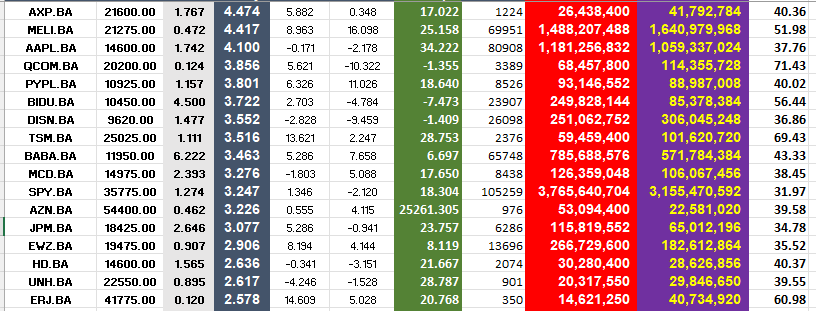 AXP.BA 21600.00 1.767 4.474 5.882 0.348 17.022 1224 26,438,400 41,792,784 40.36
MELI.BA 21275.00 0.472 4.417 8.963 16.098 25.158 69951 1,488,207,488 1,640,979,968 51.98
AAPL.BA 14600.00 1.742 4.100 -0.171 -2.178 34.222 80908 1,181,256,832 1,059,337,024 37.76
QCOM.BA 20200.00 0.124 3.856 5.621 -10.322 -1.355 3389 68,457,800 114,355,728 71.43
PYPL.BA 10925.00 1.157 3.801 6.326 11.026 18.640 8526 93,146,552 88,987,008 40.02
BIDU.BA 10450.00 4.500 3.722 2.703 -4.784 -7.473 23907 249,828,144 85,378,384 56.44
DISN.BA 9620.00 1.477 3.552 -2.828 -9.459 -1.409 26098 251,062,752 306,045,248 36.86
TSM.BA 25025.00 1.111 3.516 13.621 2.247 28.753 2376 59,459,400 101,620,720 69.43
BABA.BA 11950.00 6.222 3.463 5.286 7.658 6.697 65748 785,688,576 571,784,384 43.33
MCD.BA 14975.00 2.393 3.276 -1.803 5.088 17.650 8438 126,359,048 106,067,456 38.45
SPY.BA 35775.00 1.274 3.247 1.346 -2.120 18.304 105259 3,765,640,704 3,155,470,592 31.97
AZN.BA 54400.00 0.462 3.226 0.555 4.115 25261.305 976 53,094,400 22,581,020 39.58
JPM.BA 18425.00 2.646 3.077 5.286 -0.941 23.757 6286 115,819,552 65,012,196 34.78
EWZ.BA 19475.00 0.907 2.906 8.194 4.144 8.119 13696 266,729,600 182,612,864 35.52
HD.BA 14600.00 1.565 2.636 -0.341 -3.151 21.667 2074 30,280,400 28,626,856 40.37
UNH.BA 22550.00 0.895 2.617 -4.246 -1.528 28.787 901 20,317,550 29,846,650 39.55
ERJ.BA 41775.00 0.120 2.578 14.609 5.028 20.768 350 14,621,250 40,734,920 60.98